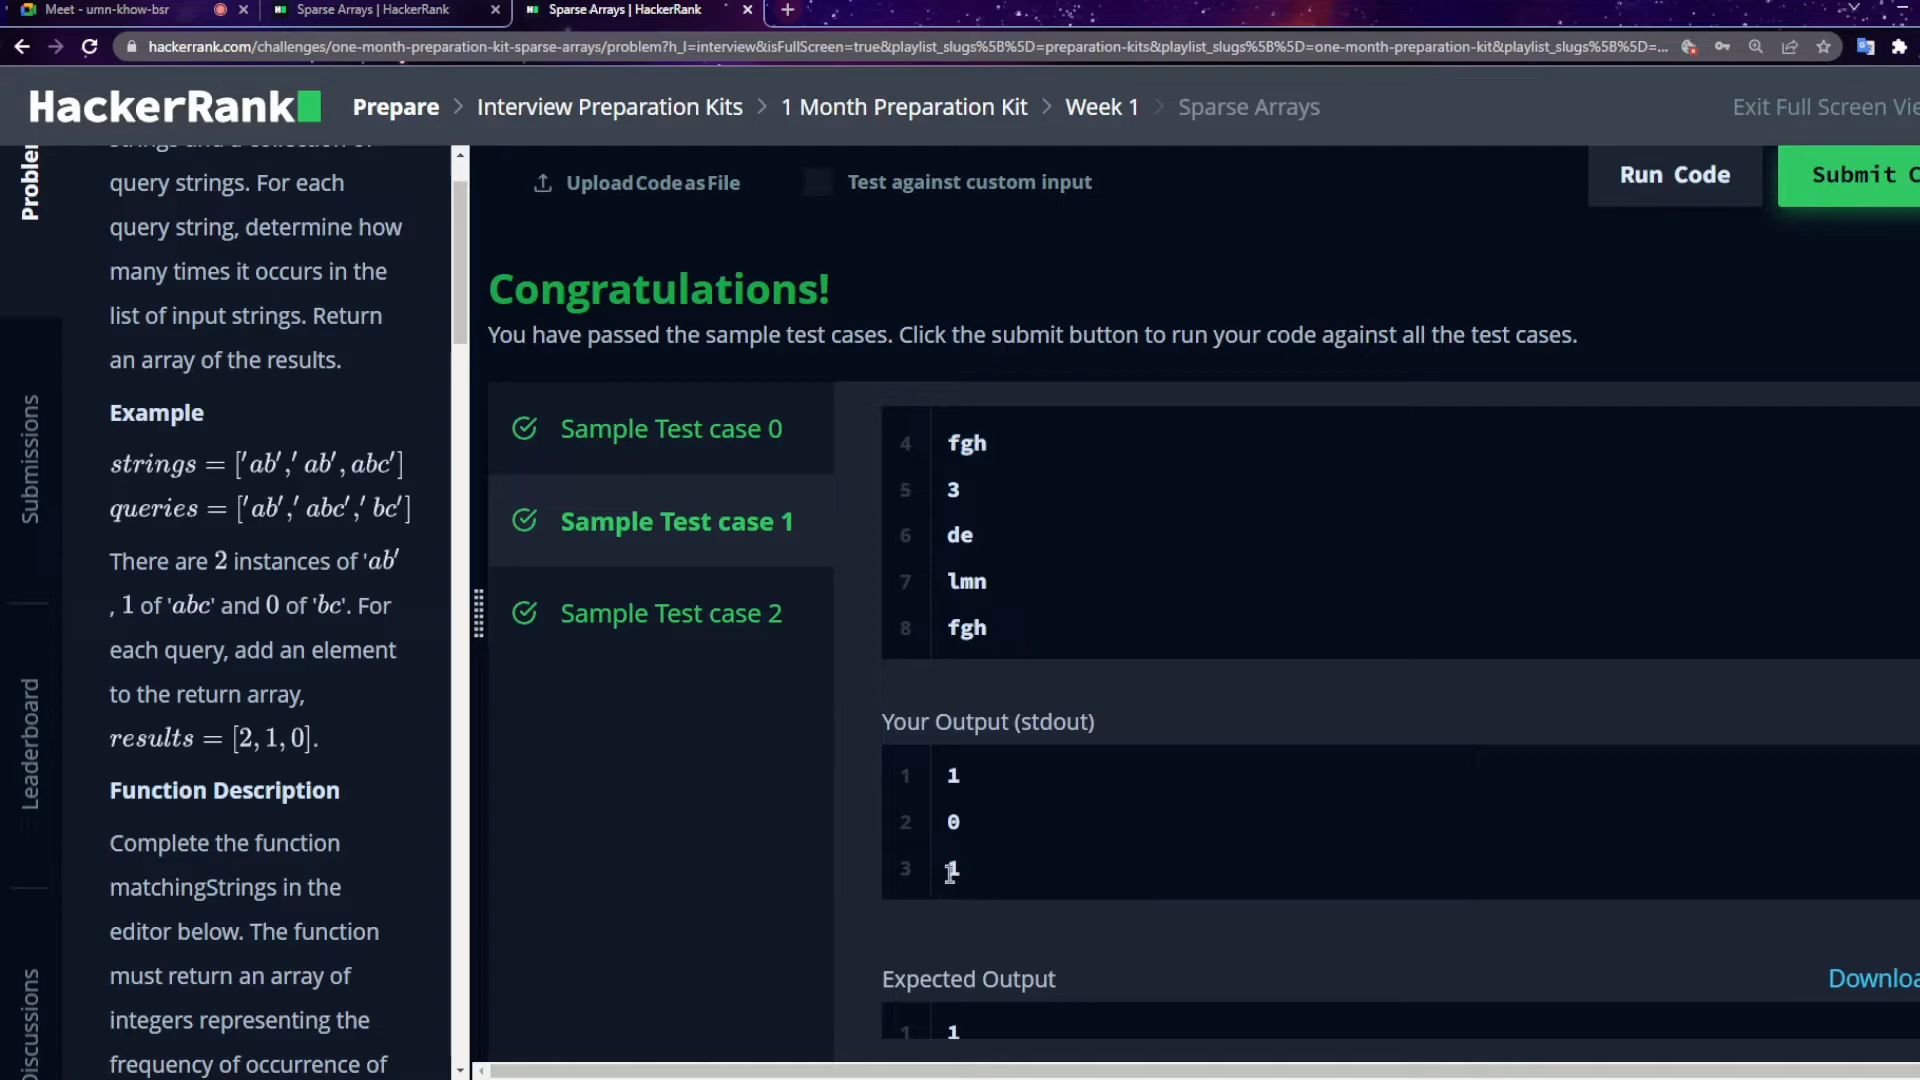 Meet - umn-khow-bsr
Sparse Arrays | HackerRank
Sparse Arrays | HackerRank
hackerrank.com/challenges/one-month-preparation-kit-sparse-arrays/problem?h_l=interview&isFullScreen=true&playlist_slugs%5B%5D=preparation-kits&playlist_slugs%5B%5D=one-month-preparation-kit&playlist_slugs%5B%5D=...
HackerRank
Prepare > Interview Preparation Kits > 1 Month Preparation Kit > Week 1 > Sparse Arrays
Exit Full Screen Vie
Problem
Submissions
Leaderboard
Discussions
strings and a collection of
query strings. For each
query string, determine how
many times it occurs in the
list of input strings. Return
an array of the results.
Example
strings = ['ab',' ab', abc']
queries = ['ab',' abc',' bc']
There are 2 instances of 'ab'
, 1 of 'abc' and 0 of 'bc'. For
each query, add an element
to the return array,
results = [2, 1, 0].
Function Description
Complete the function
matchingStrings in the
editor below. The function
must return an array of
integers representing the
frequency of occurrence of
Upload Code as File
Test against custom input
Run Code
Submit C
Congratulations!
You have passed the sample test cases. Click the submit button to run your code against all the test cases.
Sample Test case 0
Sample Test case 1
Sample Test case 2
4 fgh
5 3
6 de
7 lmn
8 fgh
Your Output (stdout)
1 1
2 0
3 1
Expected Output
Downloa
1 1